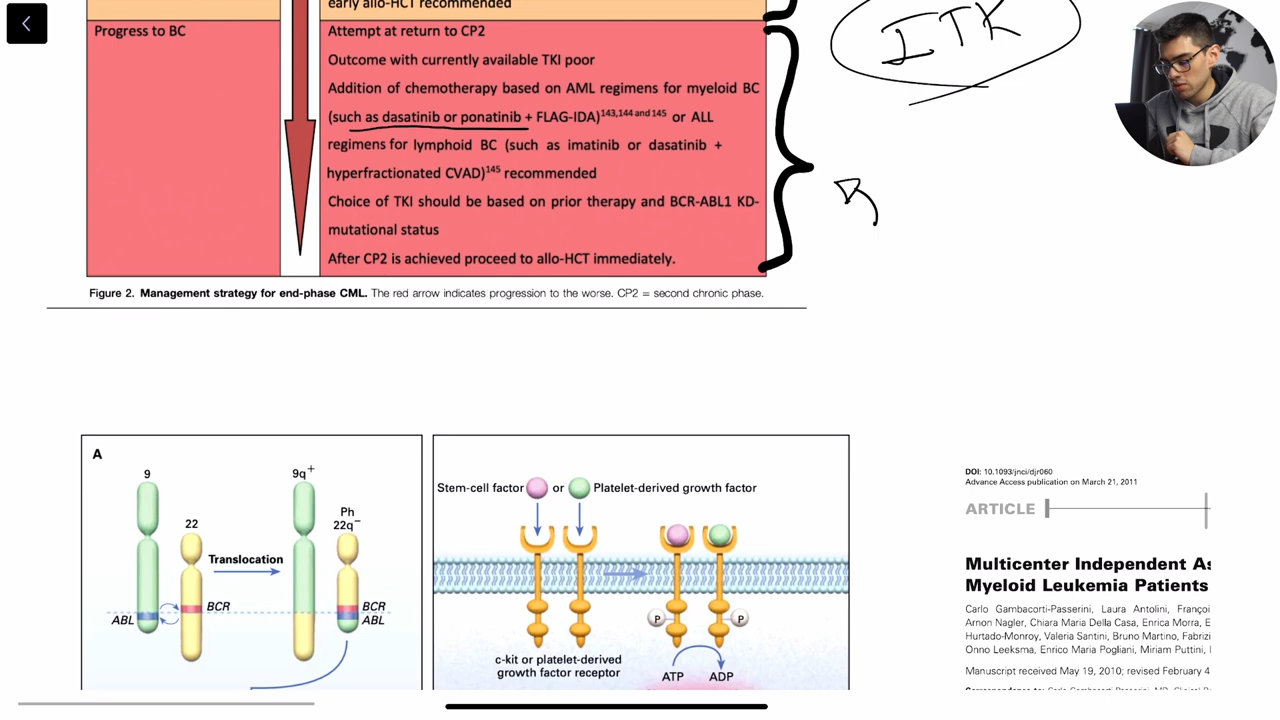 early allo-HCT recommended
Progress to BC
Attempt at return to CP2
Outcome with currently available TKI poor
Addition of chemotherapy based on AML regimens for myeloid BC
(such as dasatinib or ponatinib + FLAG-IDA)143,144 and 145 or ALL
regimens for lymphoid BC (such as imatinib or dasatinib +
hyperfractionated CVAD)145 recommended
Choice of TKI should be based on prior therapy and BCR-ABL1 KD-
mutational status
After CP2 is achieved proceed to allo-HCT immediately.
ITK
Figure 2. Management strategy for end-phase CML. The red arrow indicates progression to the worse. CP2 = second chronic phase.
A
9
22
Translocation
9q+
Ph
22q−
BCR
ABL
BCR
ABL
Stem-cell factor or Platelet-derived growth factor
P
P
c-kit or platelet-derived
growth factor receptor
ATP
ADP
DOI: 10.1093/jnci/djr060
Advance Access publication on March 21, 2011
ARTICLE
Multicenter Independent As
Myeloid Leukemia Patients
Carlo Gambacorti-Passerini, Laura Antolini, Françoi
Arnon Nagler, Chiara Maria Della Casa, Enrica Morra, E
Hurtado-Monroy, Valeria Santini, Bruno Martino, Fabrizi
Onno Leeksma, Enrico Maria Pogliani, Miriam Puttini,
Manuscript received May 19, 2010; revised February 4